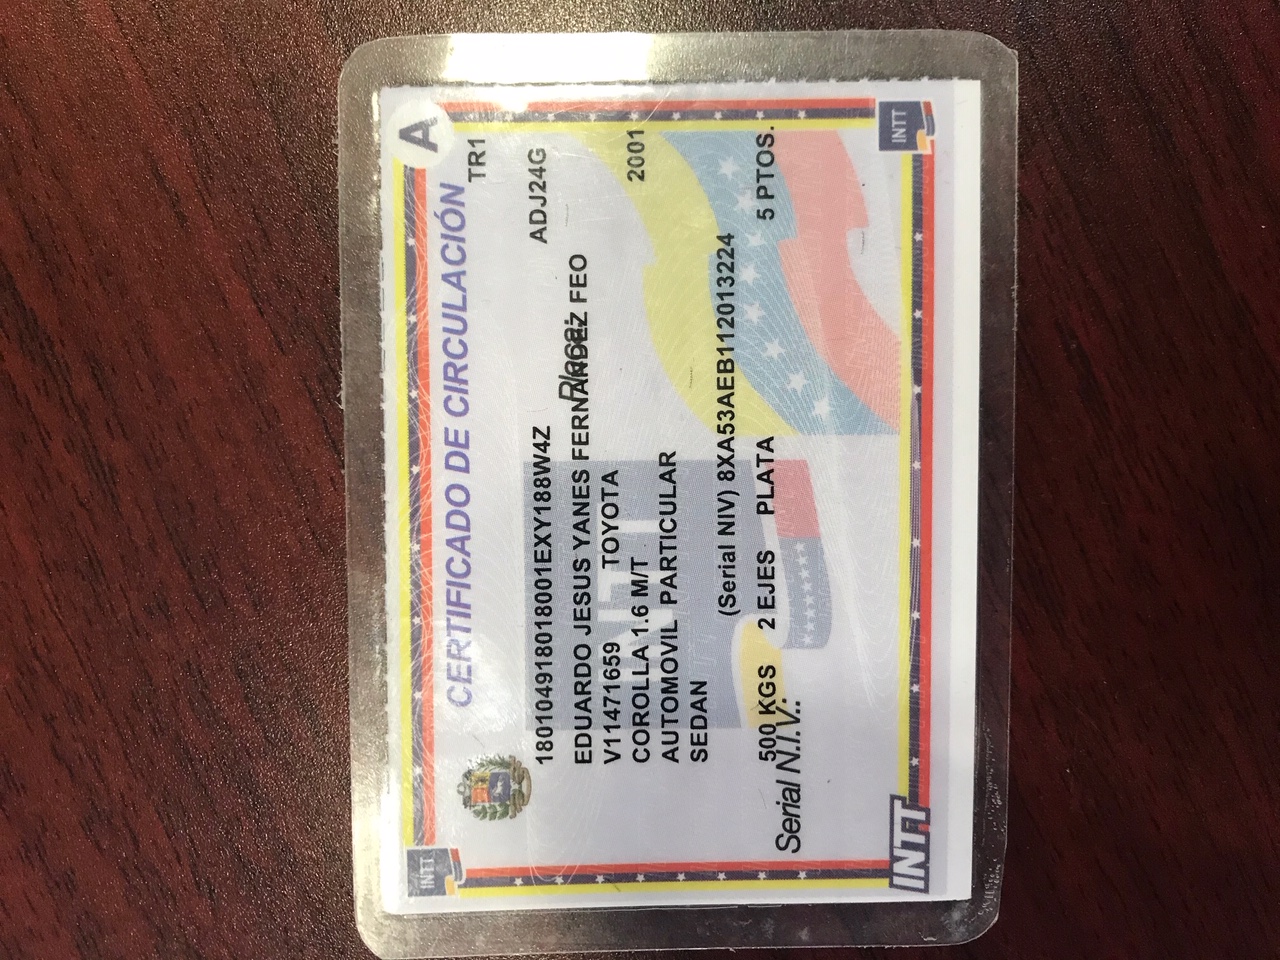 INTT
A
CERTIFICADO DE CIRCULACIÓN
TR1
180104918018001EXY188W4Z ADJ24G
Placa:
EDUARDO JESUS YANES FERNANDEZ FEO
V11471659 TOYOTA
COROLLA 1.6 M/T 2001
AUTOMOVIL PARTICULAR
SEDAN
INTT
(Serial NIV) 8XA53AEB112013224
500 KGS 2 EJES PLATA 5 PTOS.
Serial N.I.V.:
INTT
INTT